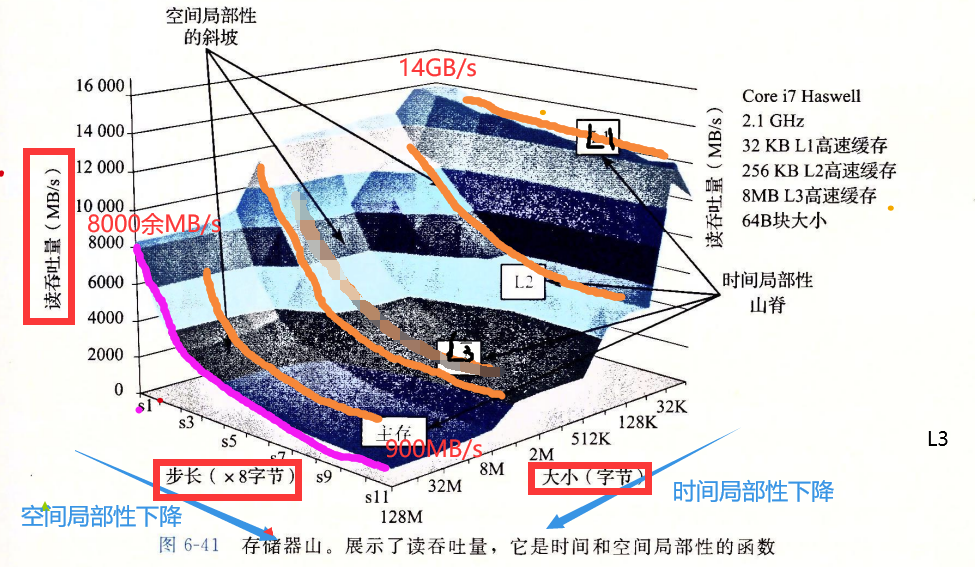 空间局部性
的斜坡
14GB/s
16 000
14 000
12 000
10 000
8000
6000
4000
2000
0
读吞吐量(MB/s)
8000余MB/s
Core i7 Haswell
2.1 GHz
32 KB L1高速缓存
256 KB L2高速缓存
8MB L3高速缓存
64B块大小
读吞吐量(MB/s)
L1
L2
L3
主存
时间局部性
山脊
900MB/s
s1
s3
s5
s7
s9
s11
步长(×8字节)
128M
32M
8M
2M
512K
128K
32K
大小(字节)
L3
空间局部性下降
时间局部性下降
图 6-41 存储器山。展示了读吞吐量，它是时间和空间局部性的函数